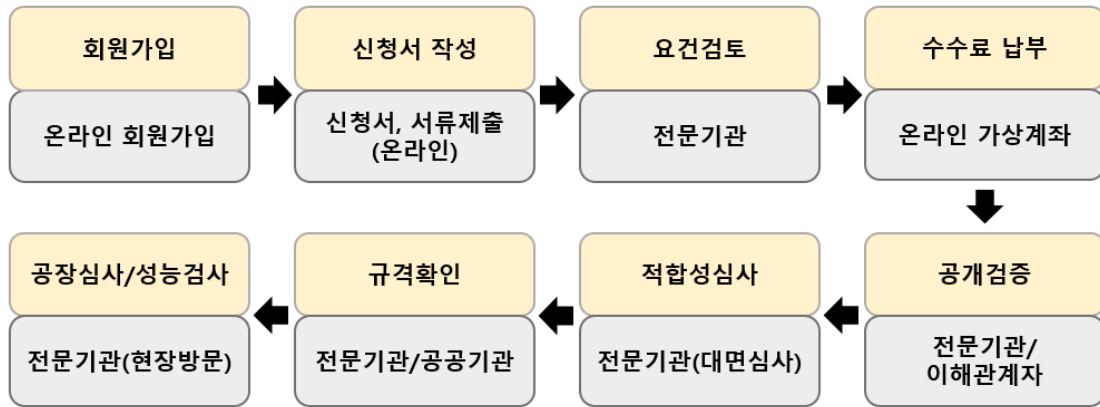 회원가입
온라인 회원가입
신청서 작성
신청서, 서류제출
(온라인)
요건검토
전문기관
수수료 납부
온라인 가상계좌
공개검증
전문기관/
이해관계자
적합성심사
전문기관(대면심사)
규격확인
전문기관/공공기관
공장심사/성능검사
전문기관(현장방문)